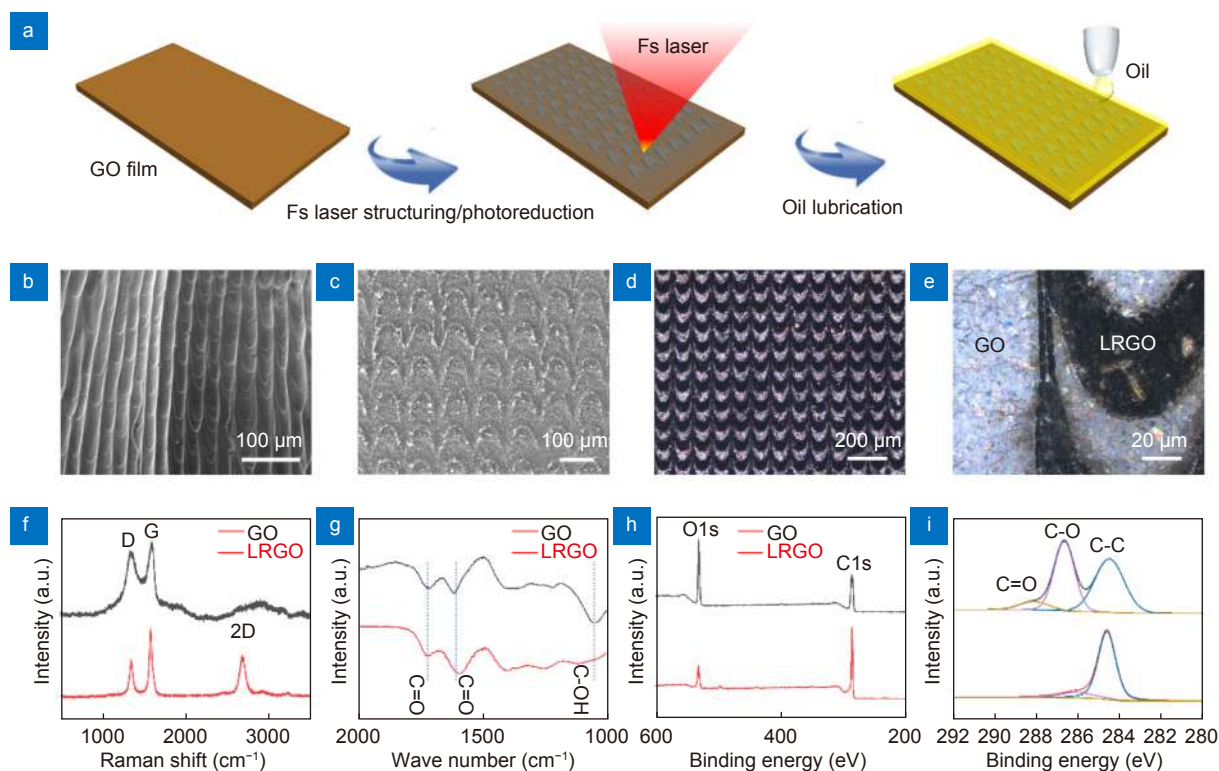 a
Fs laser
Oil
GO film
Fs laser structuring/photoreduction
Oil lubrication
b
100 μm
c
100 μm
d
200 μm
e
GO
LRGO
20 μm
f
D
G
GO
LRGO
2D
Intensity (a.u.)
1000 2000 3000
Raman shift (cm⁻¹)
g
GO
LRGO
C=O
C=O
C-OH
Intensity (a.u.)
2000 1500 1000
Wave number (cm⁻¹)
h
O1s
GO
LRGO
C1s
Intensity (a.u.)
600 400 200
Binding energy (eV)
i
C-O
C-C
C=O
Intensity (a.u.)
292 290 288 286 284 282 280
Binding energy (eV)